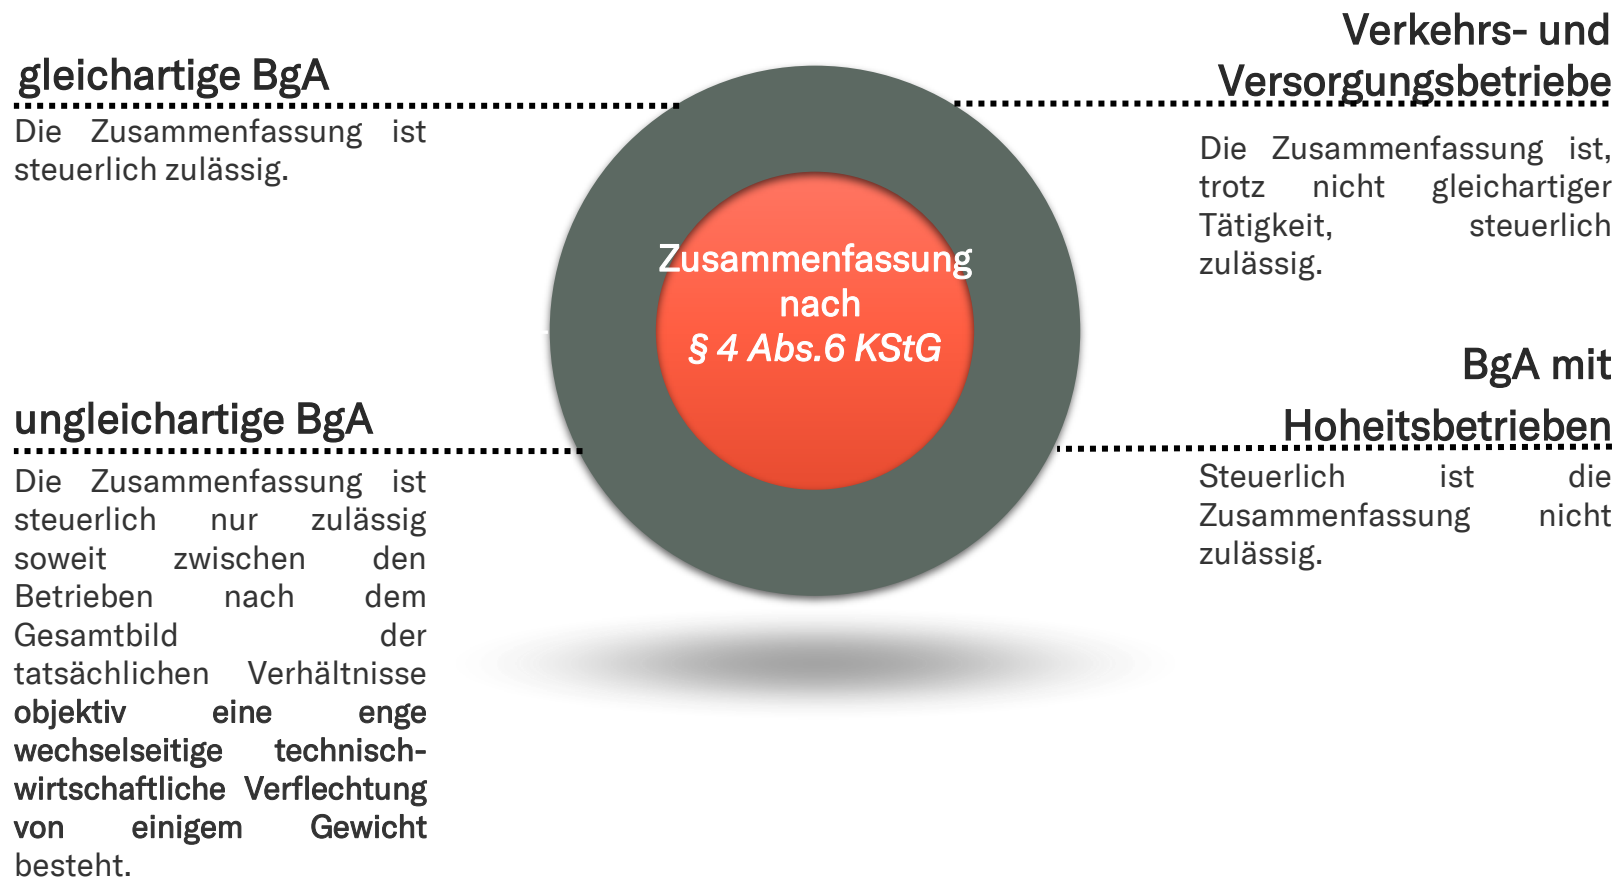 gleichartige BgA
Die Zusammenfassung ist
steuerlich zulässig.
Verkehrs- und
Versorgungsbetriebe
Die Zusammenfassung ist,
trotz nicht gleichartiger
Tätigkeit, steuerlich
zulässig.
Zusammenfassung
nach
§ 4 Abs.6 KStG
ungleichartige BgA
Die Zusammenfassung ist
steuerlich nur zulässig
soweit zwischen den
Betrieben nach dem
Gesamtbild der
tatsächlichen Verhältnisse
objektiv eine enge
wechselseitige technisch-
wirtschaftliche Verflechtung
von einigem Gewicht
besteht.
BgA mit
Hoheitsbetrieben
Steuerlich ist die
Zusammenfassung nicht
zulässig.